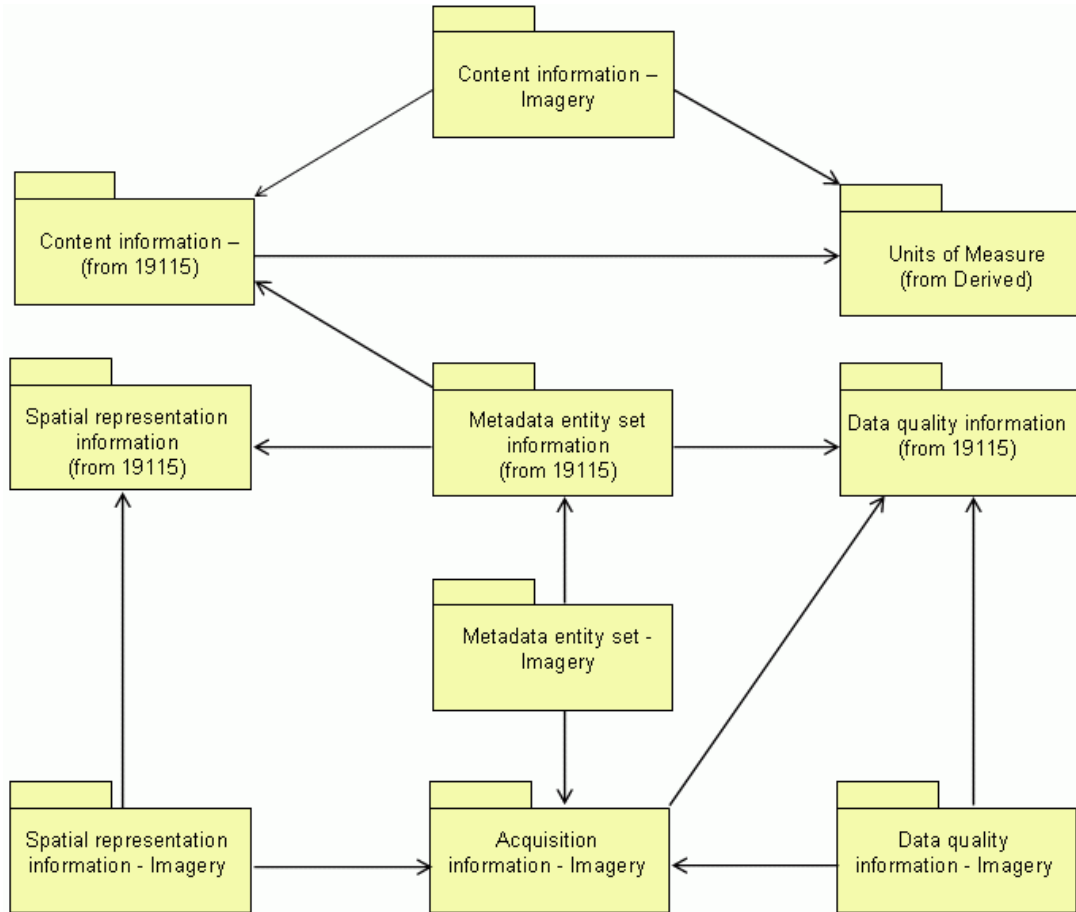 Content information –
Imagery
Content information –
(from 19115)
Units of Measure
(from Derived)
Spatial representation
information
(from 19115)
Metadata entity set
information
(from 19115)
Data quality information
(from 19115)
Metadata entity set -
Imagery
Spatial representation
information - Imagery
Acquisition
information - Imagery
Data quality
information - Imagery